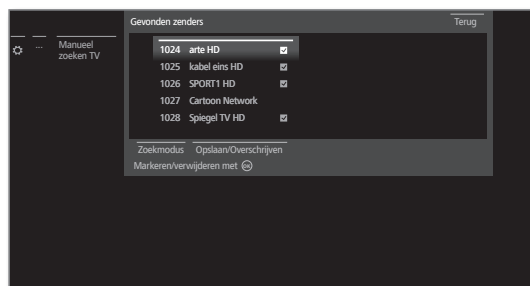 Gevonden zenders Terug
... Manueel
zoeken TV
1024 arte HD
1025 kabel eins HD
1026 SPORT1 HD
1027 Cartoon Network
1028 Spiegel TV HD
Zoekmodus Opslaan/Overschrijven
Markeren/verwijderen met OK